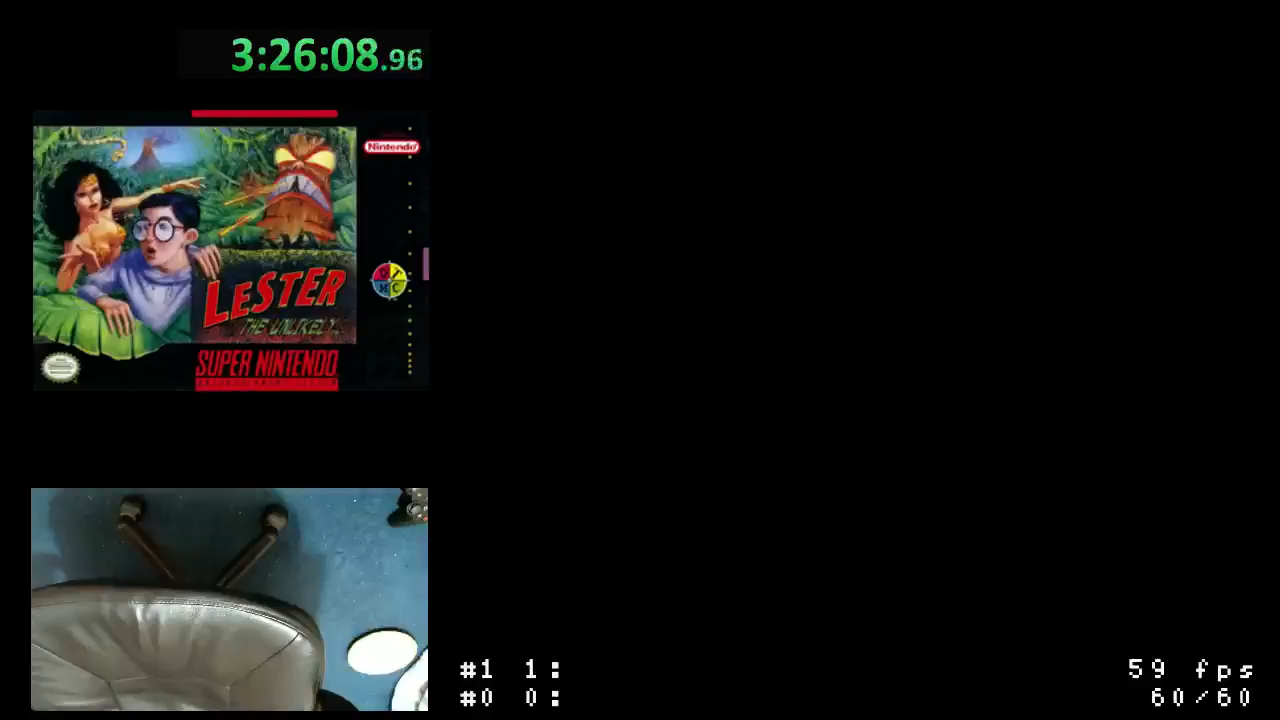 3:26:08.96
Nintendo
LESTER
THE UNLIKELY
SUPER NINTENDO
#1 1:
59 fps
#0 0:
60/60